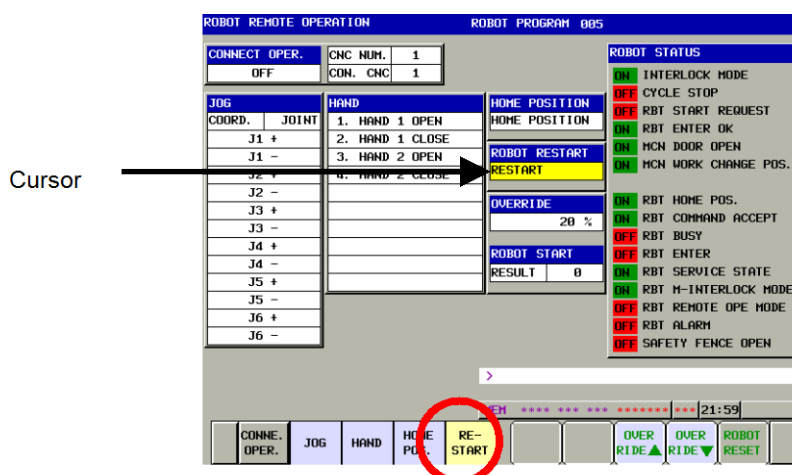 ROBOT REMOTE OPERATION ROBOT PROGRAM 005
CONNECT OPER.
OFF
CNC NUM. 1
CON. CNC 1
JOG
COORD. JOINT
J1 +
J1 -
J2 +
J2 -
J3 +
J3 -
J4 +
J4 -
J5 +
J5 -
J6 +
J6 -
HAND
1. HAND 1 OPEN
2. HAND 1 CLOSE
3. HAND 2 OPEN
4. HAND 2 CLOSE
HOME POSITION
HOME POSITION
ROBOT RESTART
RESTART
OVERRIDE
20 %
ROBOT START
RESULT 0
ROBOT STATUS
ON INTERLOCK MODE
OFF CYCLE STOP
OFF RBT START REQUEST
ON RBT ENTER OK
ON MCN DOOR OPEN
ON MCN WORK CHANGE POS.
ON RBT HOME POS.
ON RBT COMMAND ACCEPT
OFF RBT BUSY
OFF RBT ENTER
ON RBT SERVICE STATE
ON RBT M-INTERLOCK MODE
OFF RBT REMOTE OPE MODE
OFF RBT ALARM
OFF SAFETY FENCE OPEN
Cursor
>
MEM **** *** *** ******* *** 21:59
CONNE.
OPER.
JOG
HAND
HOME
POS.
RE-
START
OVER
RIDE▲
OVER
RIDE▼
ROBOT
RESET